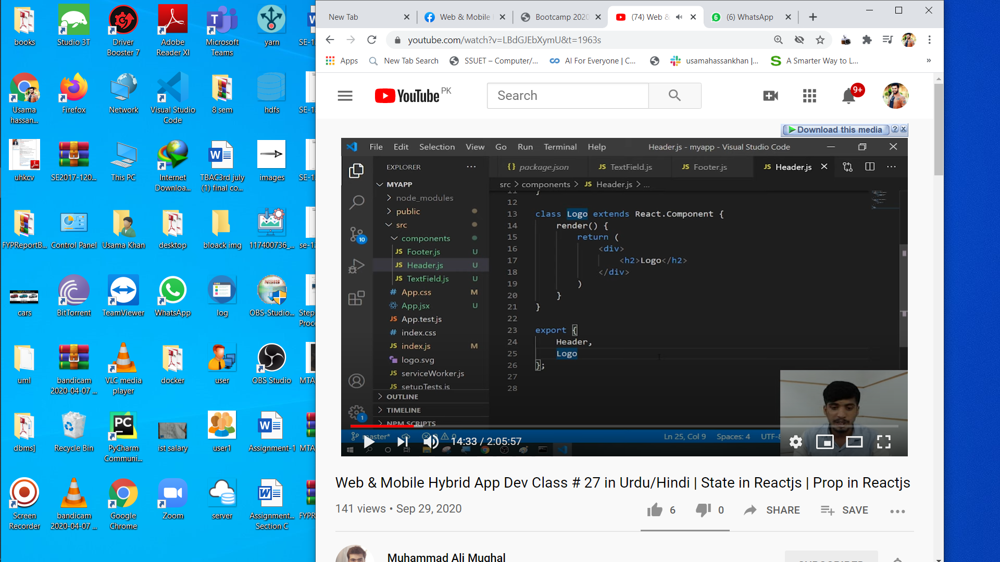 books
Studio 3T
Driver
Booster 7
Adobe
Reader XI
Microsoft
Teams
yarn
SE-1
Usama
hassan...
Firefox
Network
Visual Studio
Code
8 sem
hdfs
SE-1
uhkcv
SE2017-120...
This PC
Internet
Downloa...
TBAC3rd july
(1) final co...
images
SE-1
FYPReportB...
Control Panel
Usama Khan
desktop
bloack img
117400736_...
se-1
cars
BitTorrent
TeamViewer
WhatsApp
log
OBS-Studio...
Step
Proc
uml
bandicam
2020-04-07 ...
VLC media
player
docker
user
OBS Studio
MTA
dbms]
Recycle Bin
PyCharm
Communi...
ist salary
user1
Assignment-1
MTA
Screen
Recorder
bandicam
2020-04-07 ...
Google
Chrome
Zoom
server
Assignment...
Section C
FYPR
New Tab
Web & Mobile
Bootcamp 2020
(74) Web &
(6) WhatsApp
youtube.com/watch?v=LBdGJEbXymU&t=1963s
Apps
New Tab Search
SSUET – Computer/...
AI For Everyone | C...
usamahassankhan |...
A Smarter Way to L...
»
YouTube PK
Search
9+
Download this media
File Edit Selection View Go Run Terminal Help
Header.js - myapp - Visual Studio Code
EXPLORER
...
{} package.json
JS TextField.js
JS Footer.js
JS Header.js
MYAPP
src > components > JS Header.js > ...
node_modules
public
src
components
JS Footer.js U
JS Header.js U
JS TextField.js U
# App.css M
App.jsx U
JS App.test.js
# index.css
JS index.js M
logo.svg
JS serviceWorker.js
JS setupTests.js
OUTLINE
TIMELINE
NPM SCRIPTS
10
1
11 }
12
13 class Logo extends React.Component {
14 render() {
15 return (
16 <div>
17 <h2>Logo</h2>
18 </div>
19 )
20 }
21 }
22
23 export {
24 Header,
25 Logo
26 };
27
28
master*
Ln 25, Col 9
Spaces: 4
UTF-8
14:33 / 2:05:57
Web & Mobile Hybrid App Dev Class # 27 in Urdu/Hindi | State in Reactjs | Prop in Reactjs
141 views • Sep 29, 2020
6
0
SHARE
SAVE
Muhammad Ali Mughal